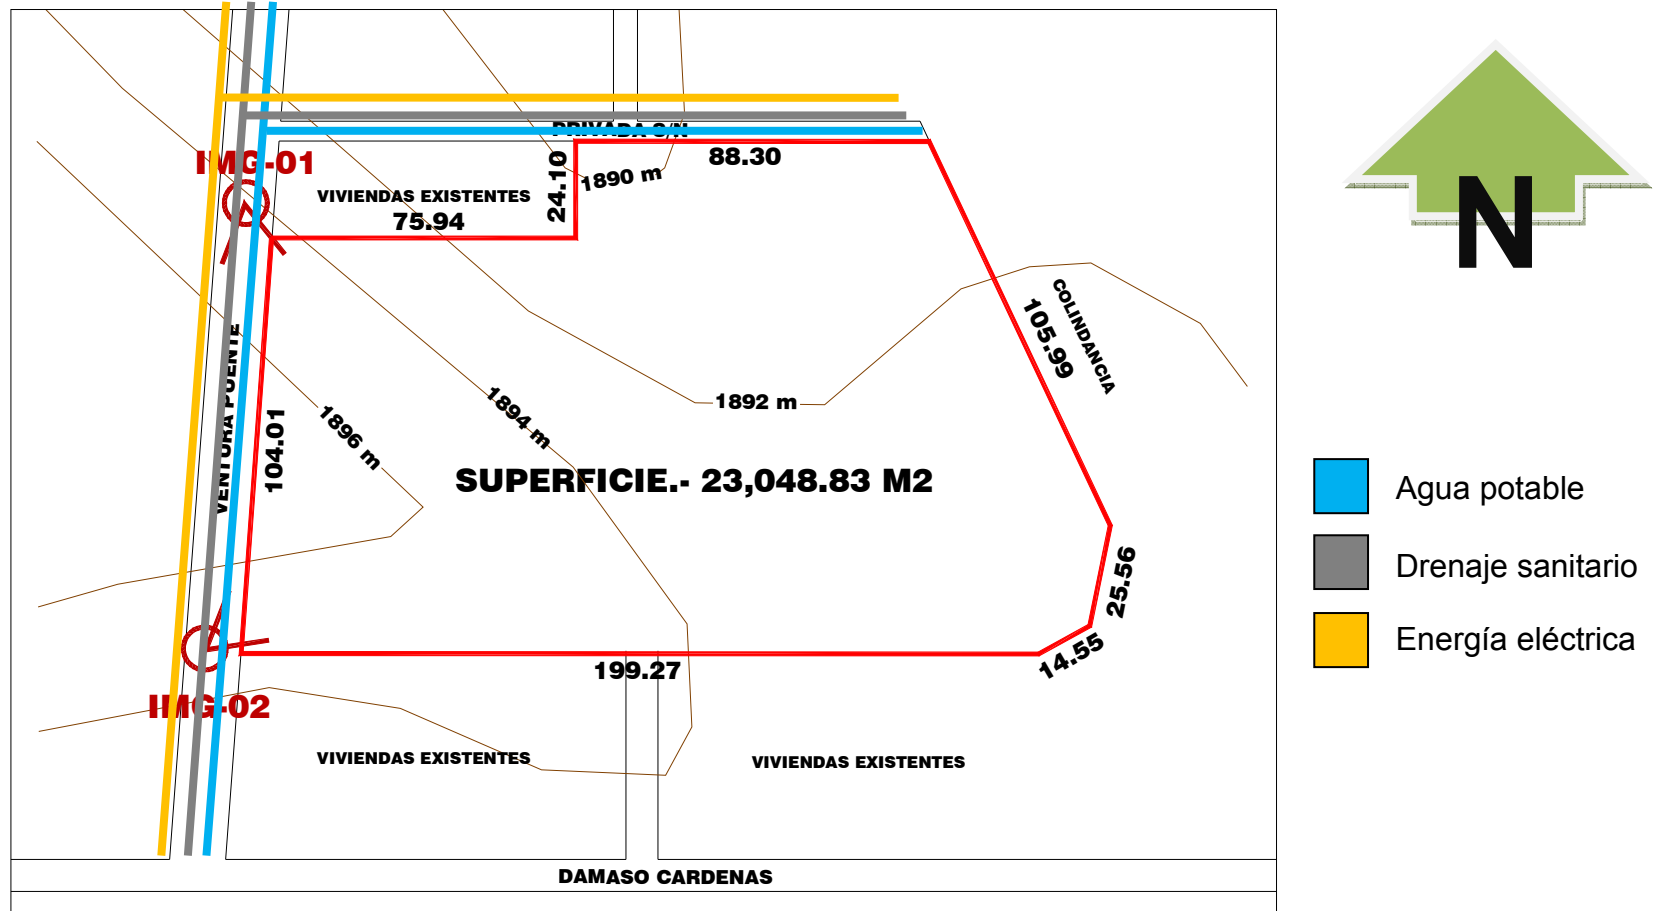 PRIVADA S/N
IMG-01
88.30
24.10
1890 m
VIVIENDAS EXISTENTES
75.94
N
COLINDANCIA
105.99
VENTURA PUENTE
104.01
1896 m
1894 m
1892 m
SUPERFICIE.- 23,048.83 M2
Agua potable
Drenaje sanitario
Energía eléctrica
25.56
14.55
199.27
IMG-02
VIVIENDAS EXISTENTES
VIVIENDAS EXISTENTES
DAMASO CARDENAS